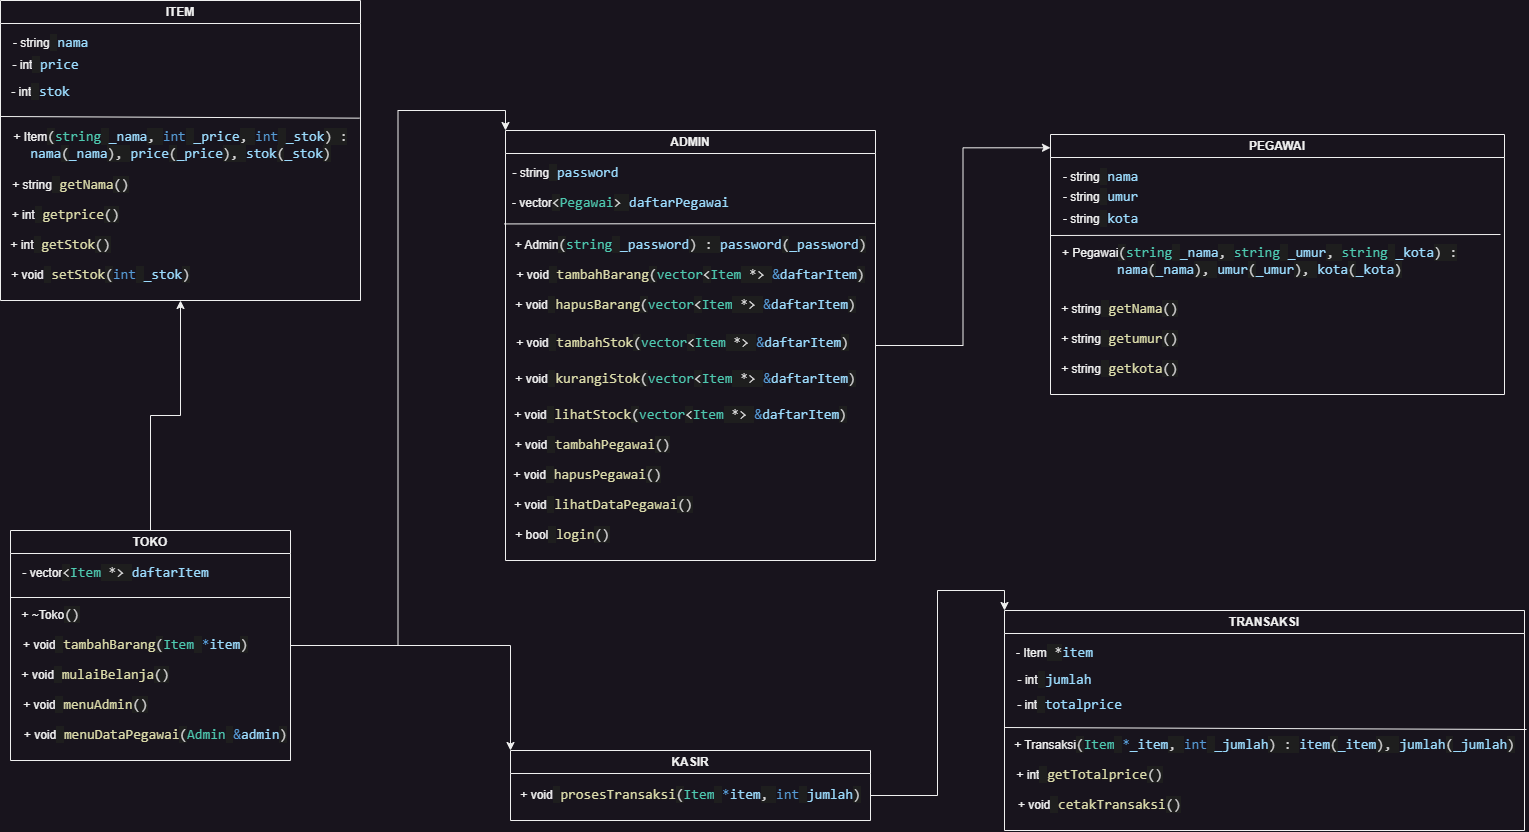 ITEM
- string nama
- int price
- int stok
+ Item(string _nama, int _price, int _stok) :
nama(_nama), price(_price), stok(_stok)
+ string getNama()
+ int getprice()
+ int getStok()
+ void setStok(int _stok)
ADMIN
- string password
- vector<Pegawai> daftarPegawai
+ Admin(string _password) : password(_password)
+ void tambahBarang(vector<Item *> &daftarItem)
+ void hapusBarang(vector<Item *> &daftarItem)
+ void tambahStok(vector<Item *> &daftarItem)
+ void kurangiStok(vector<Item *> &daftarItem)
+ void lihatStock(vector<Item *> &daftarItem)
+ void tambahPegawai()
+ void hapusPegawai()
+ void lihatDataPegawai()
+ bool login()
PEGAWAI
- string nama
- string umur
- string kota
+ Pegawai(string _nama, string _umur, string _kota) :
nama(_nama), umur(_umur), kota(_kota)
+ string getNama()
+ string getumur()
+ string getkota()
TOKO
- vector<Item *> daftarItem
+ ~Toko()
+ void tambahBarang(Item *item)
+ void mulaiBelanja()
+ void menuAdmin()
+ void menuDataPegawai(Admin &admin)
KASIR
+ void prosesTransaksi(Item *item, int jumlah)
TRANSAKSI
- Item *item
- int jumlah
- int totalprice
+ Transaksi(Item *_item, int _jumlah) : item(_item), jumlah(_jumlah)
+ int getTotalprice()
+ void cetakTransaksi()